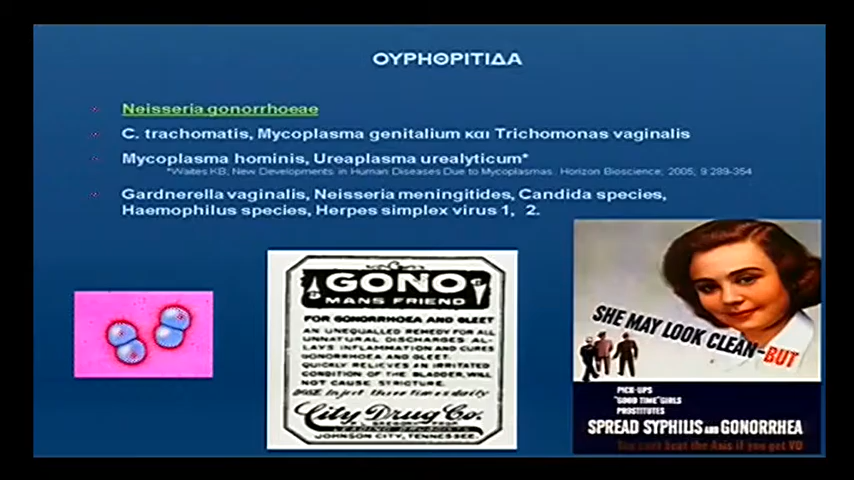 ΟΥΡΗΘΡΙΤΙΔΑ
Neisseria gonorrhoeae
C. trachomatis, Mycoplasma genitalium και Trichomonas vaginalis
Mycoplasma hominis, Ureaplasma urealyticum*
*Waites KB, New Developments in Human Diseases Due to Mycoplasmas. Horizon Bioscience, 2005, 9:289-354
Gardnerella vaginalis, Neisseria meningitides, Candida species,
Haemophilus species, Herpes simplex virus 1, 2.
GONO
MANS FRIEND
FOR GONORRHOEA AND GLEET
AN UNEQUALLED REMEDY FOR ALL
UNNATURAL DISCHARGES. AL-
LAYS INFLAMMATION AND CURES
GONORRHOEA AND GLEET.
QUICKLY RELIEVES AN IRRITATED
CONDITION OF THE BLADDER, WILL
NOT CAUSE STRICTURE.
DOSE Inject three times daily
City Drug Co.
JOHNSON CITY, TENNESSEE.
SHE MAY LOOK CLEAN-BUT
PICK-UPS
"GOOD TIME" GIRLS
PROSTITUTES
SPREAD SYPHILIS AND GONORRHEA
You can't beat the Axis if you get VD